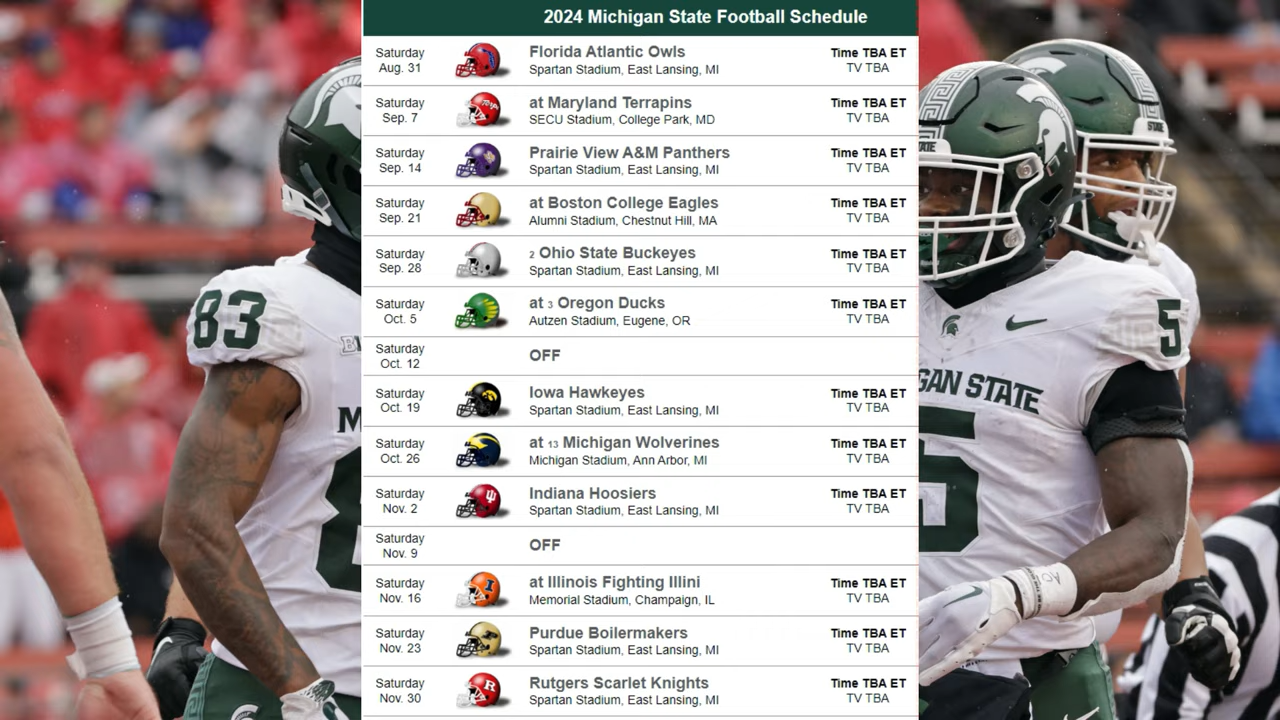 2024 Michigan State Football Schedule
Saturday
Aug. 31
Florida Atlantic Owls
Spartan Stadium, East Lansing, MI
Time TBA ET
TV TBA
Saturday
Sep. 7
at Maryland Terrapins
SECU Stadium, College Park, MD
Time TBA ET
TV TBA
Saturday
Sep. 14
Prairie View A&M Panthers
Spartan Stadium, East Lansing, MI
Time TBA ET
TV TBA
Saturday
Sep. 21
at Boston College Eagles
Alumni Stadium, Chestnut Hill, MA
Time TBA ET
TV TBA
Saturday
Sep. 28
2 Ohio State Buckeyes
Spartan Stadium, East Lansing, MI
Time TBA ET
TV TBA
Saturday
Oct. 5
at 3 Oregon Ducks
Autzen Stadium, Eugene, OR
Time TBA ET
TV TBA
Saturday
Oct. 12
OFF
Saturday
Oct. 19
Iowa Hawkeyes
Spartan Stadium, East Lansing, MI
Time TBA ET
TV TBA
Saturday
Oct. 26
at 13 Michigan Wolverines
Michigan Stadium, Ann Arbor, MI
Time TBA ET
TV TBA
Saturday
Nov. 2
Indiana Hoosiers
Spartan Stadium, East Lansing, MI
Time TBA ET
TV TBA
Saturday
Nov. 9
OFF
Saturday
Nov. 16
at Illinois Fighting Illini
Memorial Stadium, Champaign, IL
Time TBA ET
TV TBA
Saturday
Nov. 23
Purdue Boilermakers
Spartan Stadium, East Lansing, MI
Time TBA ET
TV TBA
Saturday
Nov. 30
Rutgers Scarlet Knights
Spartan Stadium, East Lansing, MI
Time TBA ET
TV TBA
83
B
M
STATE
5
GAN STATE
5